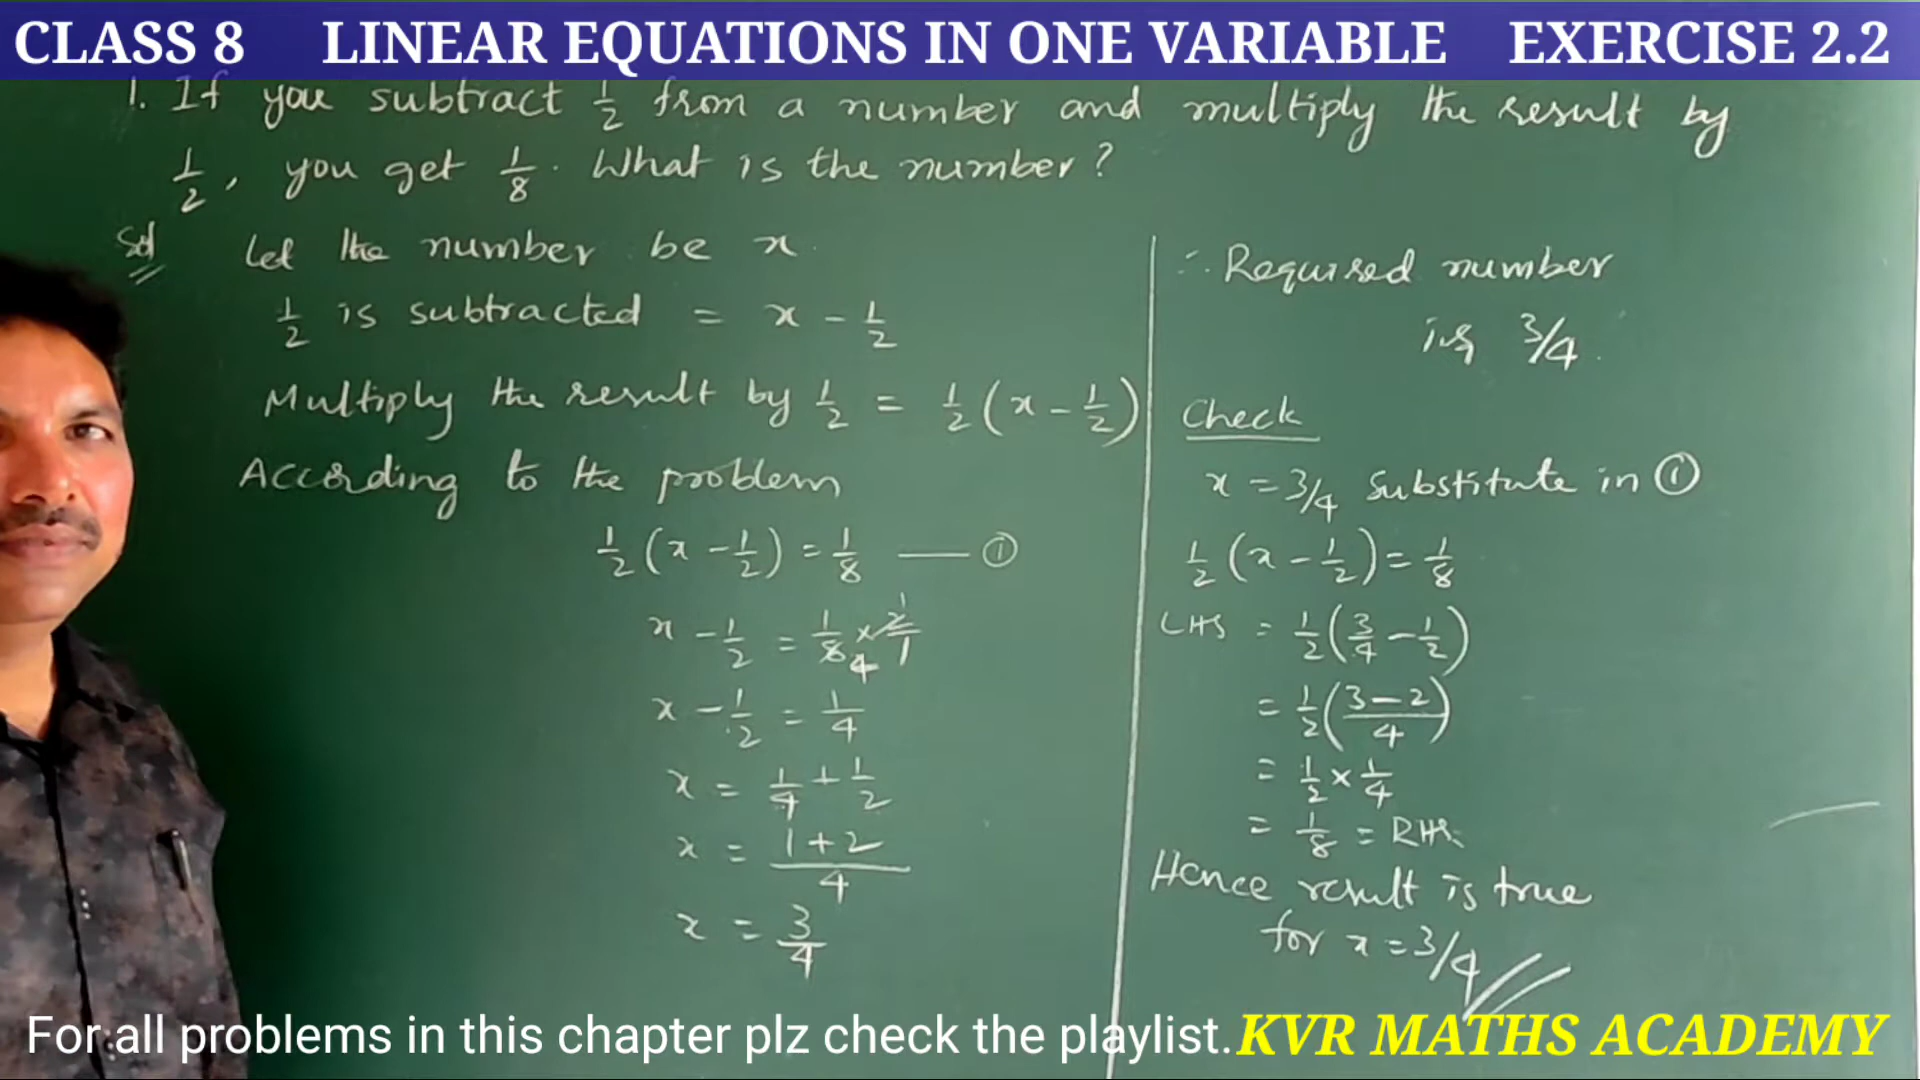 CLASS 8 LINEAR EQUATIONS IN ONE VARIABLE EXERCISE 2.2
1. If you subtract 1/2 from a number and multiply the result by
1/2, you get 1/8. What is the number?
Sol Let the number be x
1/2 is subtracted = x - 1/2
Multiply the result by 1/2 = 1/2 (x - 1/2)
According to the problem
1/2 (x - 1/2) = 1/8 —— ①
x - 1/2 = 1/8 4 × 2/1 1
x - 1/2 = 1/4
x = 1/4 + 1/2
x = 1+2/4
x = 3/4
∴ Required number
is 3/4.
Check
x = 3/4 substitute in ①
1/2 (x - 1/2) = 1/8
LHS = 1/2 (3/4 - 1/2)
= 1/2 (3-2/4)
= 1/2 × 1/4
= 1/8 = RHS
Hence result is true
for x = 3/4
For all problems in this chapter plz check the playlist. KVR MATHS ACADEMY